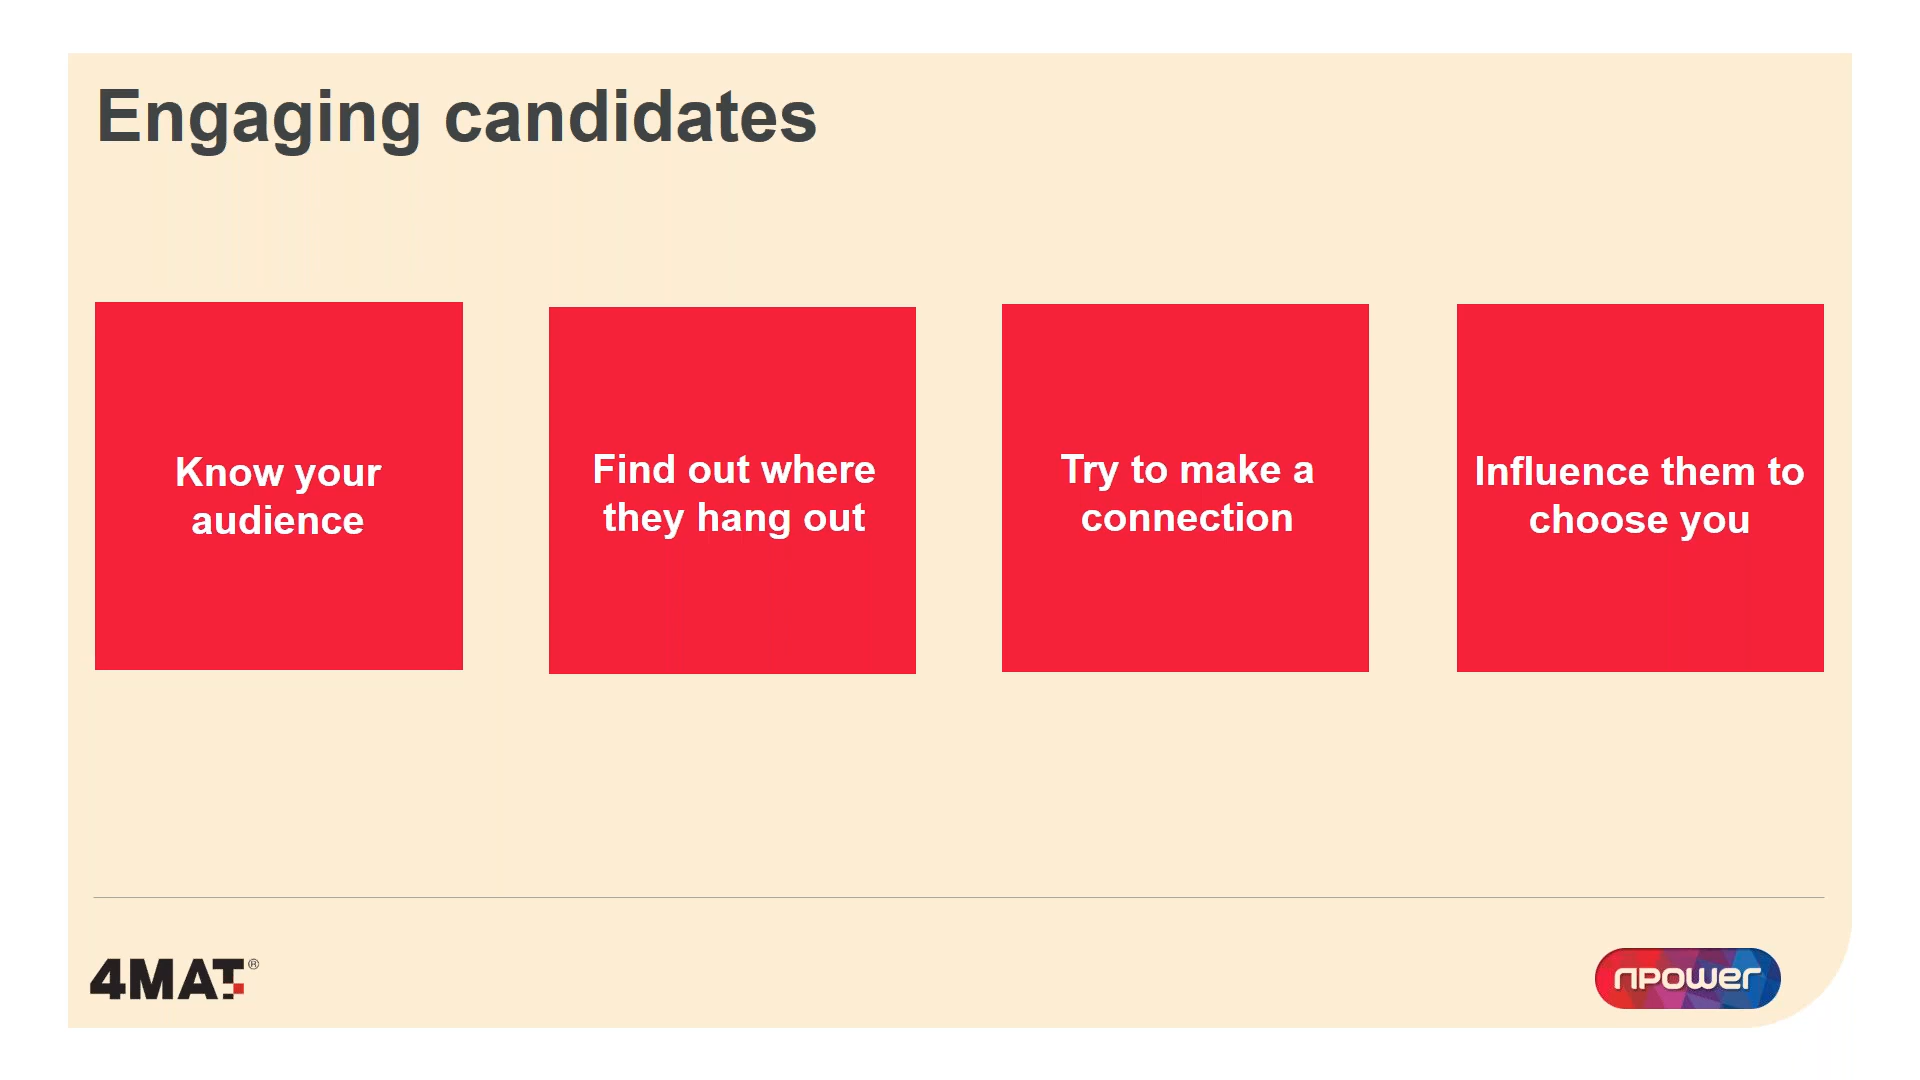 Engaging candidates
Know your
audience
Find out where
they hang out
Try to make a
connection
Influence them to
choose you
4MAT®
npower